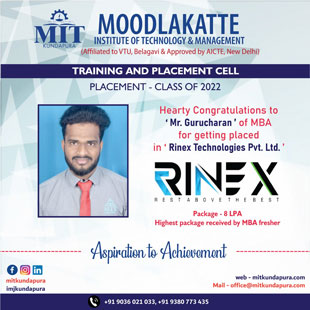 MIT
KUNDAPURA
MOODLAKATTE
INSTITUTE OF TECHNOLOGY & MANAGEMENT
(Affiliated to VTU, Belagavi & Approved by AICTE, New Delhi)
TRAINING AND PLACEMENT CELL
PLACEMENT - CLASS OF 2022
Hearty Congratulations to
‘ Mr. Gurucharan ’ of MBA
for getting placed
in ‘ Rinex Technologies Pvt. Ltd. ’
RINEX
REST ABOVE THE BEST
Package - 8 LPA
Highest package received by MBA fresher
Aspiration to Achievement
mitkundapura
imjkundapura
web - mitkundapura.com
Mail - office@mitkundapura.com
+91 9036 021 033, +91 9380 773 435